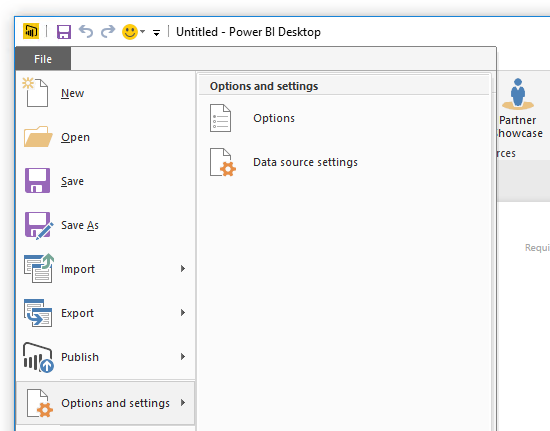 Untitled - Power BI Desktop
File
New
Open
Save
Save As
Import
Export
Publish
Options and settings
Options and settings
Options
Data source settings
Partner
Showcase
rces
Requi